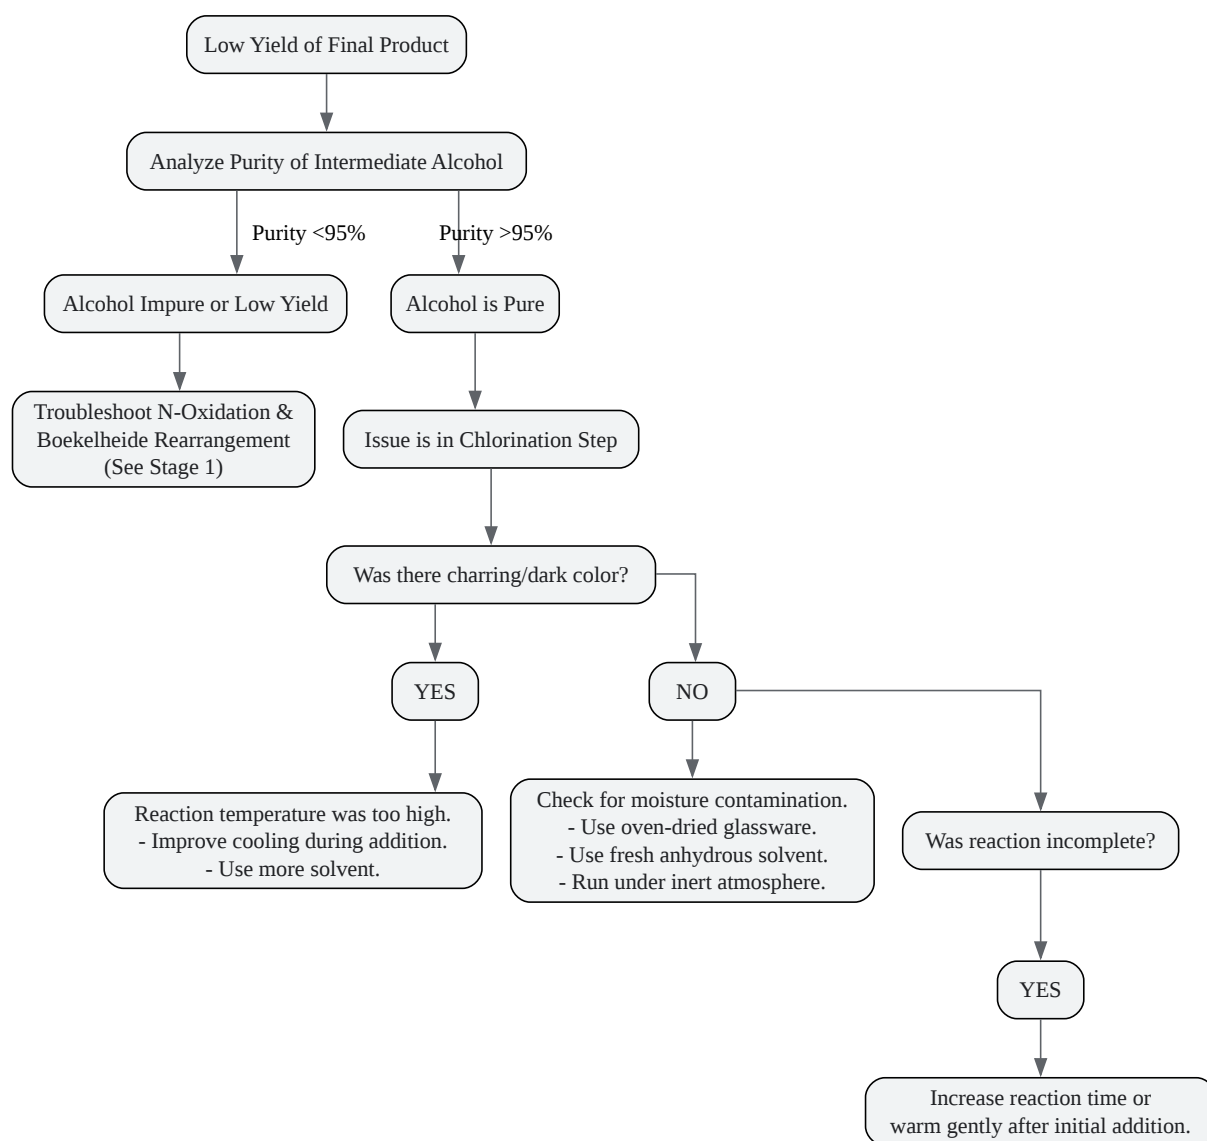 Low Yield of Final Product
Analyze Purity of Intermediate Alcohol
Purity <95%
Purity >95%
Alcohol Impure or Low Yield
Alcohol is Pure
Troubleshoot N-Oxidation &
Boekelheide Rearrangement
(See Stage 1)
Issue is in Chlorination Step
Was there charring/dark color?
YES
NO
Reaction temperature was too high.
- Improve cooling during addition.
- Use more solvent.
Check for moisture contamination.
- Use oven-dried glassware.
- Use fresh anhydrous solvent.
- Run under inert atmosphere.
Was reaction incomplete?
YES
Increase reaction time or
warm gently after initial addition.